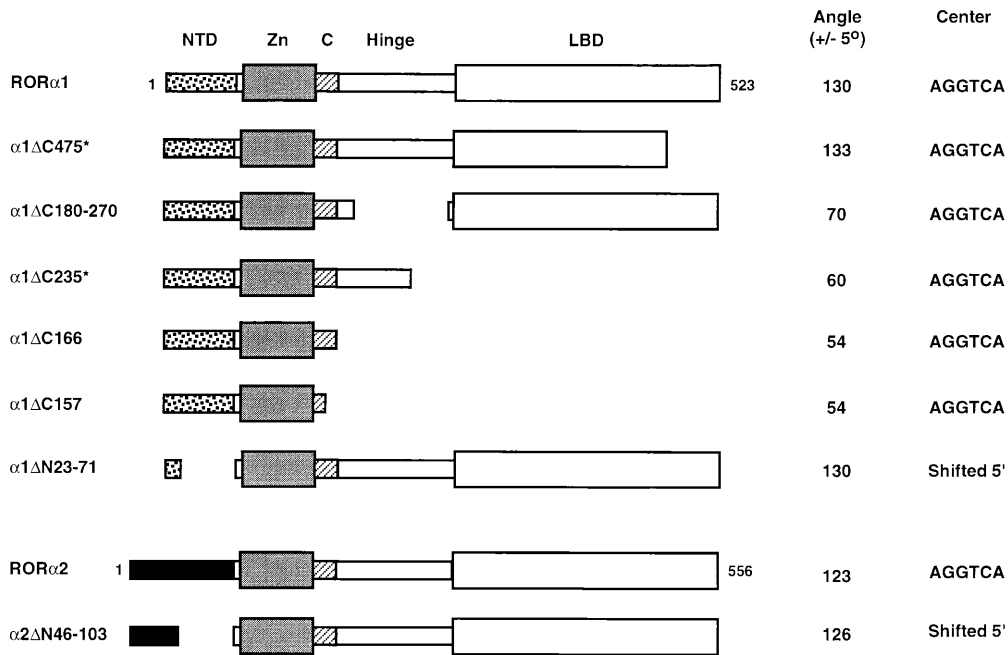 Angle Center
NTD Zn C Hinge LBD (+/- 5°)
RORα1 1 523 130 AGGTCA
α1ΔC475* 133 AGGTCA
α1ΔC180-270 70 AGGTCA
α1ΔC235* 60 AGGTCA
α1ΔC166 54 AGGTCA
α1ΔC157 54 AGGTCA
α1ΔN23-71 130 Shifted 5'
RORα2 1 556 123 AGGTCA
α2ΔN46-103 126 Shifted 5'